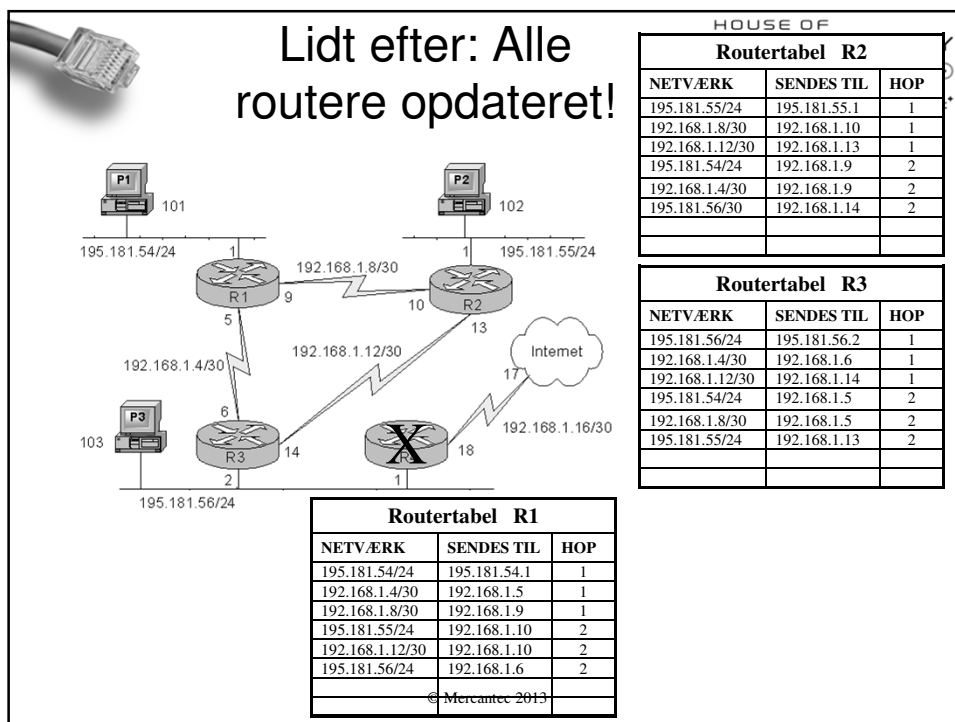 HOUSE OF
Lidt efter: Alle
routere opdateret!
Routertabel R2
NETVÆRK SENDES TIL HOP
195.181.55/24 195.181.55.1 1
192.168.1.8/30 192.168.1.10 1
192.168.1.12/30 192.168.1.13 1
195.181.54/24 192.168.1.9 2
192.168.1.4/30 192.168.1.9 2
195.181.56/30 192.168.1.14 2
P1
101
P2
102
195.181.54/24
1
1
195.181.55/24
192.168.1.8/30
R1
9
10
R2
5
13
192.168.1.12/30
192.168.1.4/30
Internet
17
192.168.1.16/30
P3
103
6
R3
14
X
18
2
1
195.181.56/24
Routertabel R3
NETVÆRK SENDES TIL HOP
195.181.56/24 195.181.56.2 1
192.168.1.4/30 192.168.1.6 1
192.168.1.12/30 192.168.1.14 1
195.181.54/24 192.168.1.5 2
192.168.1.8/30 192.168.1.5 2
195.181.55/24 192.168.1.13 2
Routertabel R1
NETVÆRK SENDES TIL HOP
195.181.54/24 195.181.54.1 1
192.168.1.4/30 192.168.1.5 1
192.168.1.8/30 192.168.1.9 1
195.181.55/24 192.168.1.10 2
192.168.1.12/30 192.168.1.10 2
195.181.56/24 192.168.1.6 2
© Mercantec 2013